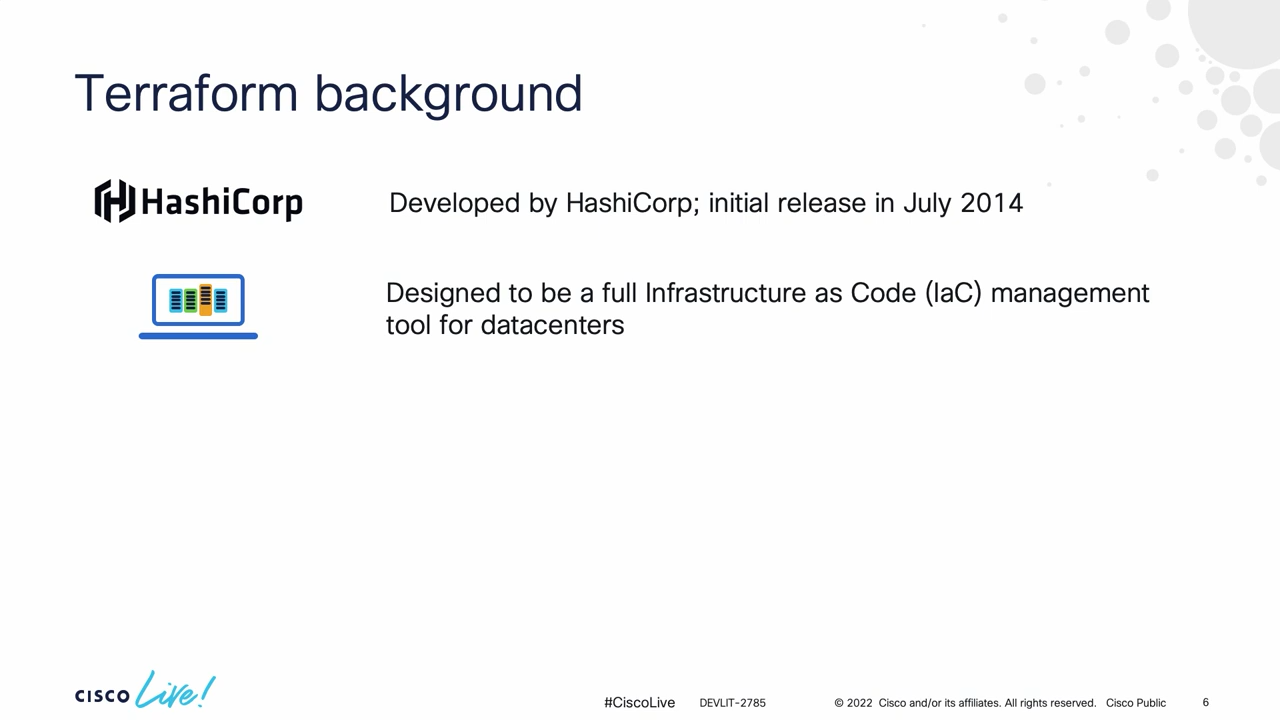 Terraform background
HashiCorp
Developed by HashiCorp; initial release in July 2014
Designed to be a full Infrastructure as Code (IaC) management
tool for datacenters
CISCO Live!
#CiscoLive DEVLIT-2785 © 2022 Cisco and/or its affiliates. All rights reserved. Cisco Public 6